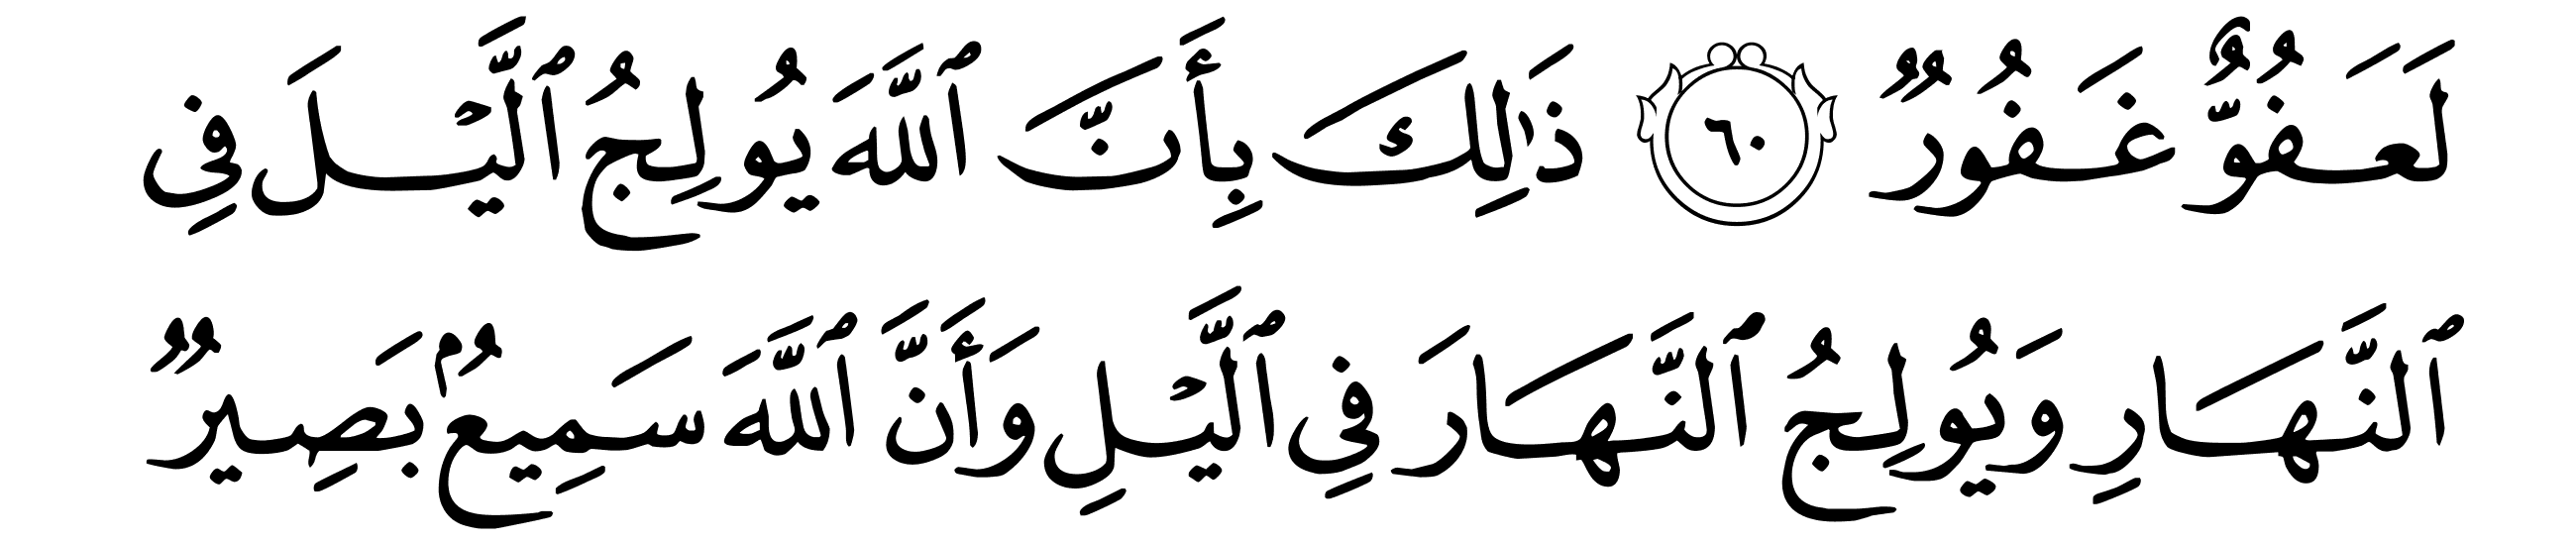 لَعَفُوٌّ غَفُورٌ ٦٠ ذَٰلِكَ بِأَنَّ ٱللَّهَ يُولِجُ ٱلَّيْلَ فِى
ٱلنَّهَارِ وَيُولِجُ ٱلنَّهَارَ فِى ٱلَّيْلِ وَأَنَّ ٱللَّهَ سَمِيعٌۢ بَصِيرٌ